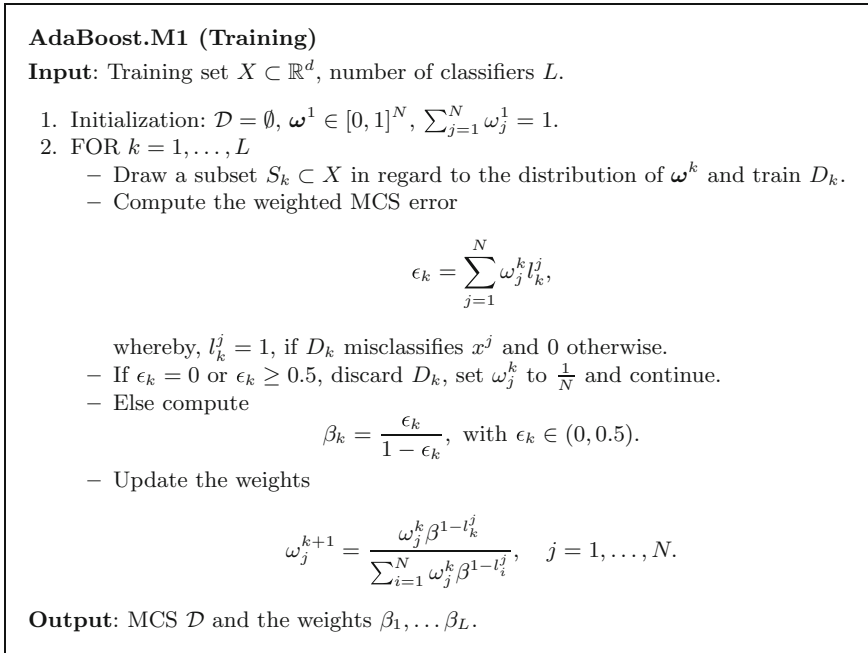 AdaBoost.M1 (Training)
Input: Training set X ⊂ ℝ^d, number of classifiers L.
1. Initialization: 𝒟 = ∅, ω^1 ∈ [0, 1]^N, ∑_{j=1}^N ω_j^1 = 1.
2. FOR k = 1, . . . , L
– Draw a subset S_k ⊂ X in regard to the distribution of ω^k and train D_k.
– Compute the weighted MCS error
ϵ_k = ∑_{j=1}^N ω_j^k l_k^j,
whereby, l_k^j = 1, if D_k misclassifies x^j and 0 otherwise.
– If ϵ_k = 0 or ϵ_k ≥ 0.5, discard D_k, set ω_j^k to 1/N and continue.
– Else compute
β_k = ϵ_k / (1 − ϵ_k), with ϵ_k ∈ (0, 0.5).
– Update the weights
ω_j^{k+1} = ω_j^k β^{1−l_k^j} / ∑_{i=1}^N ω_j^k β^{1−l_i^j}, j = 1, . . . , N.
Output: MCS 𝒟 and the weights β_1, . . . β_L.